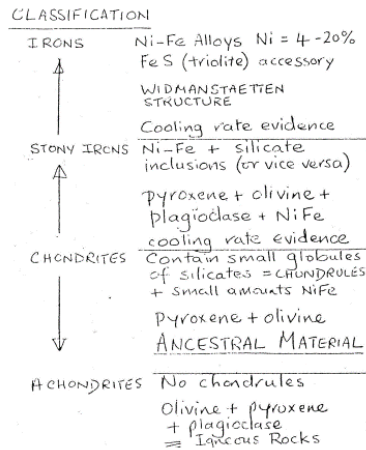 CLASSIFICATION
IRONS Ni-Fe Alloys Ni = 4-20%
FeS (triolite) accessory
WIDMANSTAETTEN
STRUCTURE
Cooling rate evidence
STONY IRONS Ni-Fe + silicate
inclusions (or vice versa)
pyroxene + olivine +
plagioclase + NiFe
cooling rate evidence
CHONDRITES Contain small globules
of silicates = CHONDRULES
+ small amounts NiFe
pyroxene + olivine
ANCESTRAL MATERIAL
ACHONDRITES No chondrules
Olivine + pyroxene
+ plagioclase
≡ Igneous Rocks